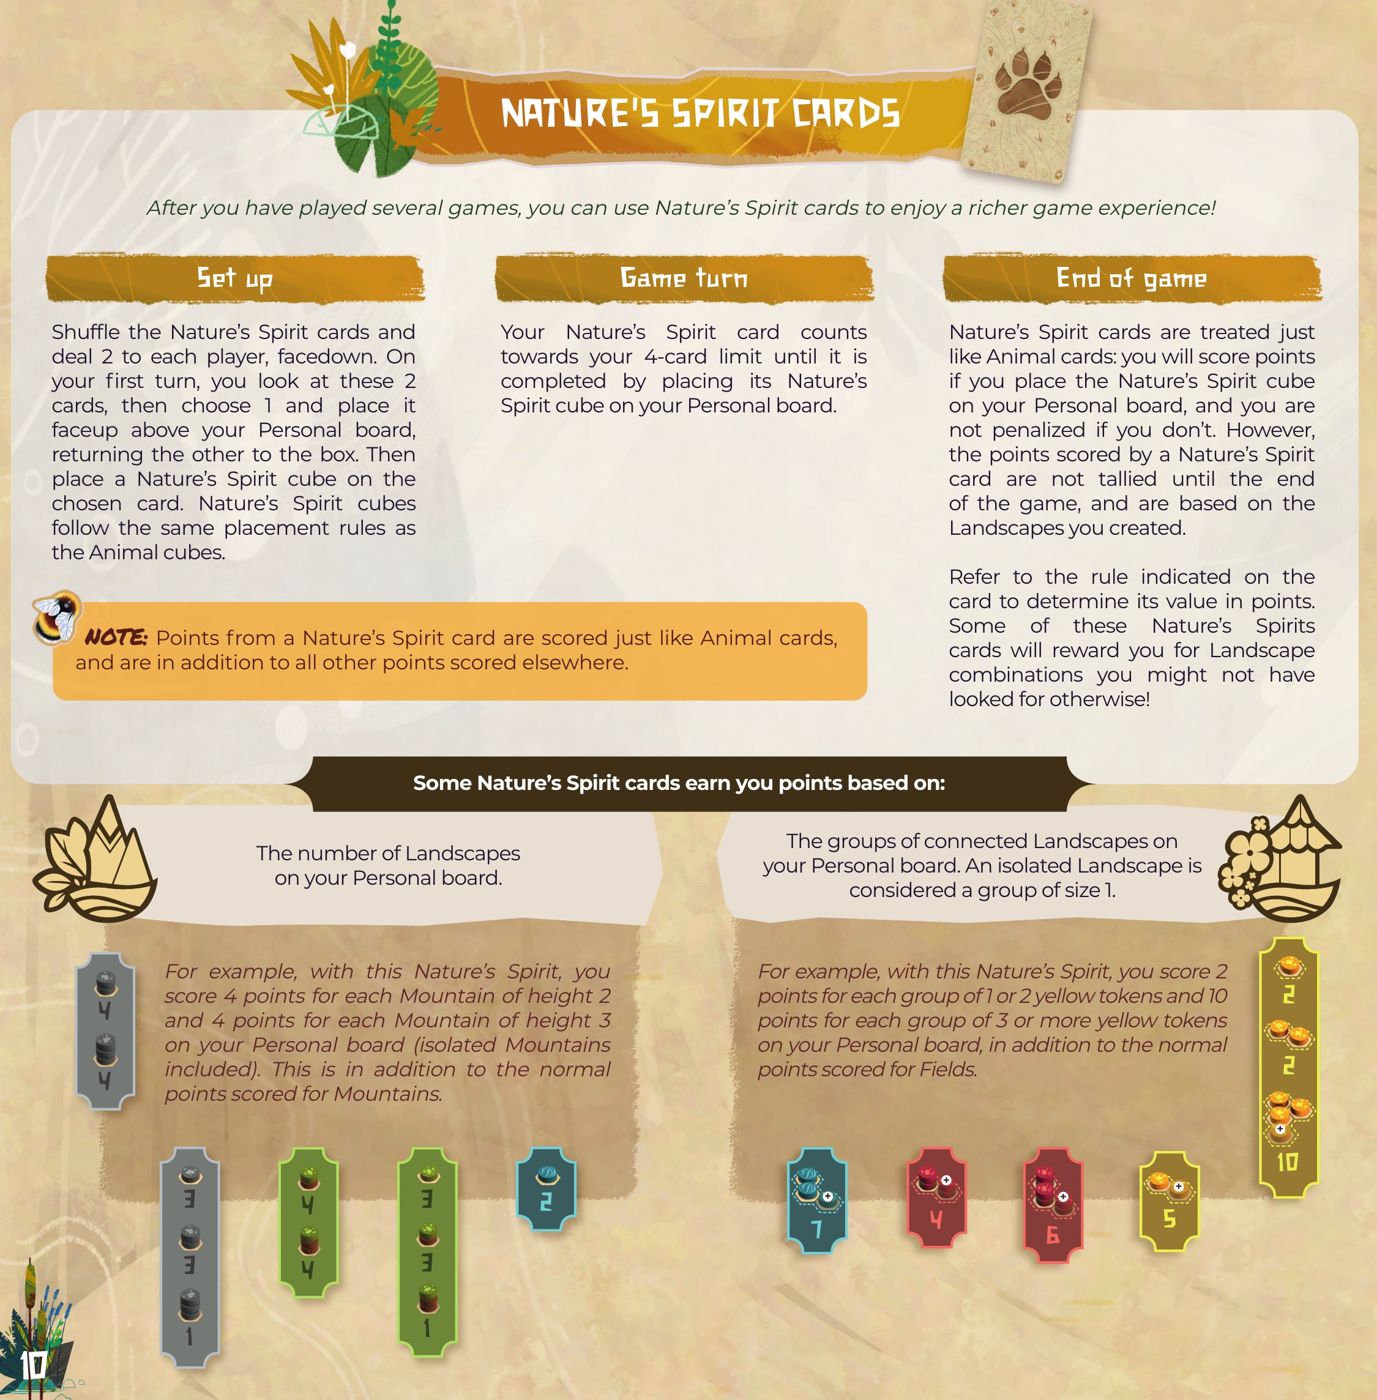 NATURE'S SPIRIT CARDS
After you have played several games, you can use Nature's Spirit cards to enjoy a richer game experience!
Set up
Shuffle the Nature's Spirit cards and
deal 2 to each player, facedown. On
your first turn, you look at these 2
cards, then choose 1 and place it
faceup above your Personal board,
returning the other to the box. Then
place a Nature's Spirit cube on the
chosen card. Nature's Spirit cubes
follow the same placement rules as
the Animal cubes.
Game turn
Your Nature's Spirit card counts
towards your 4-card limit until it is
completed by placing its Nature's
Spirit cube on your Personal board.
NOTE: Points from a Nature's Spirit card are scored just like Animal cards,
and are in addition to all other points scored elsewhere.
End of game
Nature's Spirit cards are treated just
like Animal cards: you will score points
if you place the Nature's Spirit cube
on your Personal board, and you are
not penalized if you don't. However,
the points scored by a Nature's Spirit
card are not tallied until the end
of the game, and are based on the
Landscapes you created.
Refer to the rule indicated on the
card to determine its value in points.
Some of these Nature's Spirits
cards will reward you for Landscape
combinations you might not have
looked for otherwise!
Some Nature's Spirit cards earn you points based on:
The number of Landscapes
on your Personal board.
4
4
For example, with this Nature's Spirit, you
score 4 points for each Mountain of height 2
and 4 points for each Mountain of height 3
on your Personal board (isolated Mountains
included). This is in addition to the normal
points scored for Mountains.
3
3
1
4
4
3
3
1
2
The groups of connected Landscapes on
your Personal board. An isolated Landscape is
considered a group of size 1.
For example, with this Nature's Spirit, you score 2
points for each group of 1 or 2 yellow tokens and 10
points for each group of 3 or more yellow tokens
on your Personal board, in addition to the normal
points scored for Fields.
2
2
10
7
4
6
5
10